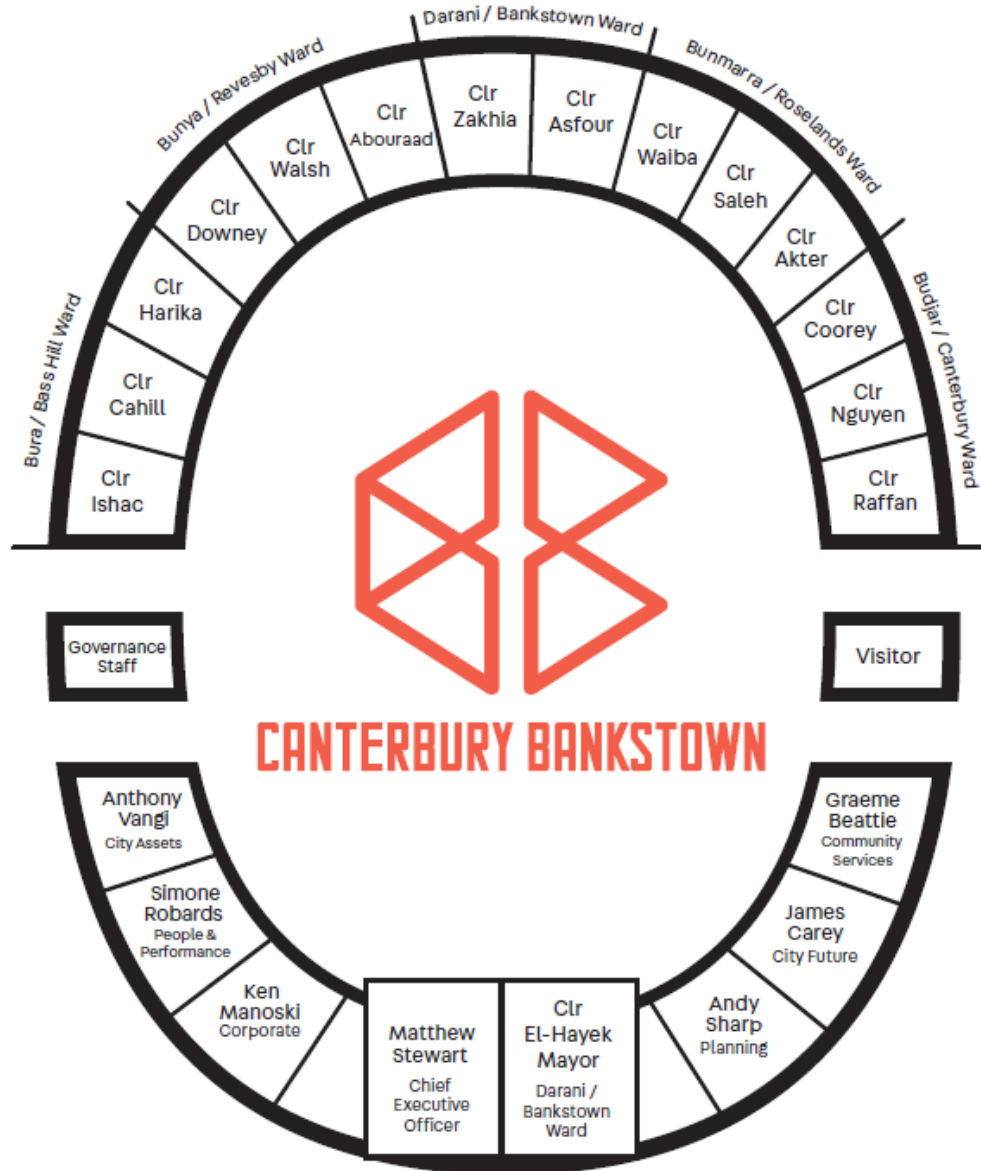 Darani / Bankstown Ward
Bunya / Revesby Ward
Bunmarra / Roselands Ward
Bura / Bass Hill Ward
Budjar / Canterbury Ward
Clr
Ishac
Clr
Cahill
Clr
Harika
Clr
Downey
Clr
Walsh
Clr
Abouraad
Clr
Zakhia
Clr
Asfour
Clr
Waiba
Clr
Saleh
Clr
Akter
Clr
Coorey
Clr
Nguyen
Clr
Raffan
Governance
Staff
Visitor
CANTERBURY BANKSTOWN
Anthony
Vangi
City Assets
Simone
Robards
People &
Performance
Ken
Manoski
Corporate
Matthew
Stewart
Chief
Executive
Officer
Clr
El-Hayek
Mayor
Darani /
Bankstown
Ward
Andy
Sharp
Planning
James
Carey
City Future
Graeme
Beattie
Community
Services